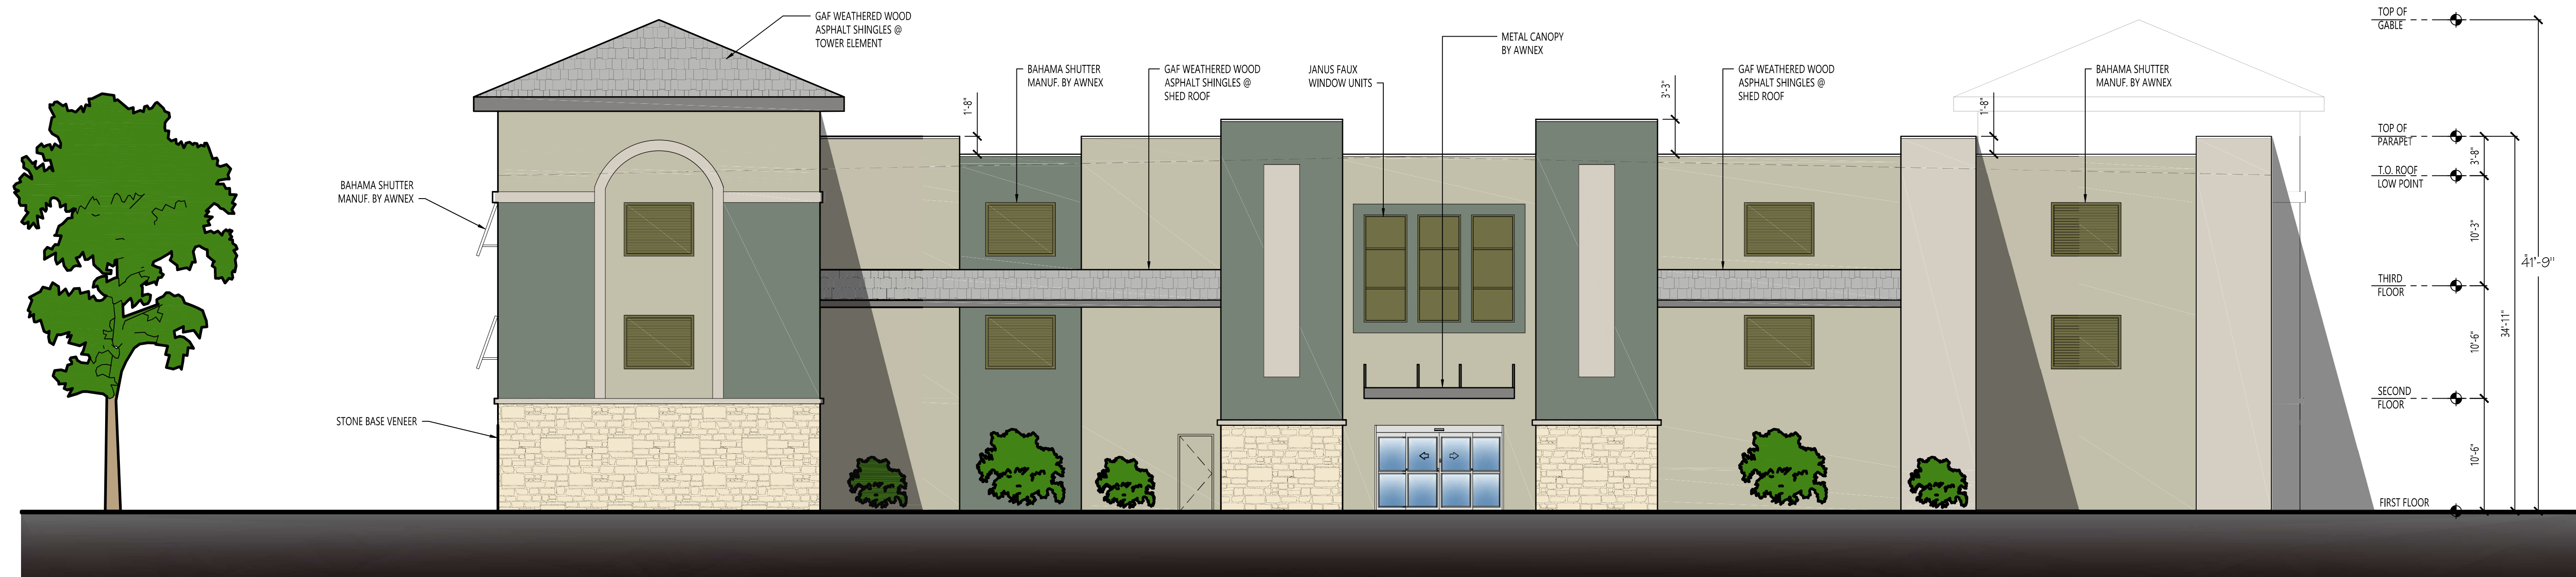 GAF WEATHERED WOOD
ASPHALT SHINGLES @
TOWER ELEMENT
METAL CANOPY
BY AWNEX
BAHAMA SHUTTER
MANUF. BY AWNEX
GAF WEATHERED WOOD
ASPHALT SHINGLES @
SHED ROOF
JANUS FAUX
WINDOW UNITS
GAF WEATHERED WOOD
ASPHALT SHINGLES @
SHED ROOF
BAHAMA SHUTTER
MANUF. BY AWNEX
1'-8"
3'-3"
1'-8"
BAHAMA SHUTTER
MANUF. BY AWNEX
STONE BASE VENEER
TOP OF
GABLE
TOP OF
PARAPET
T.O. ROOF
LOW POINT
THIRD
FLOOR
SECOND
FLOOR
FIRST FLOOR
3'-8"
10'-3"
10'-6"
10'-6"
34'-11"
41'-9"